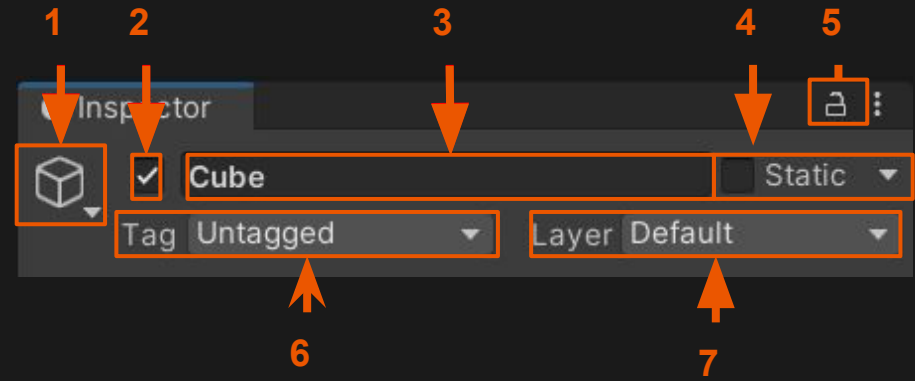 1 2 3 4 5
Inspector
Cube Static
Tag Untagged Layer Default
6 7